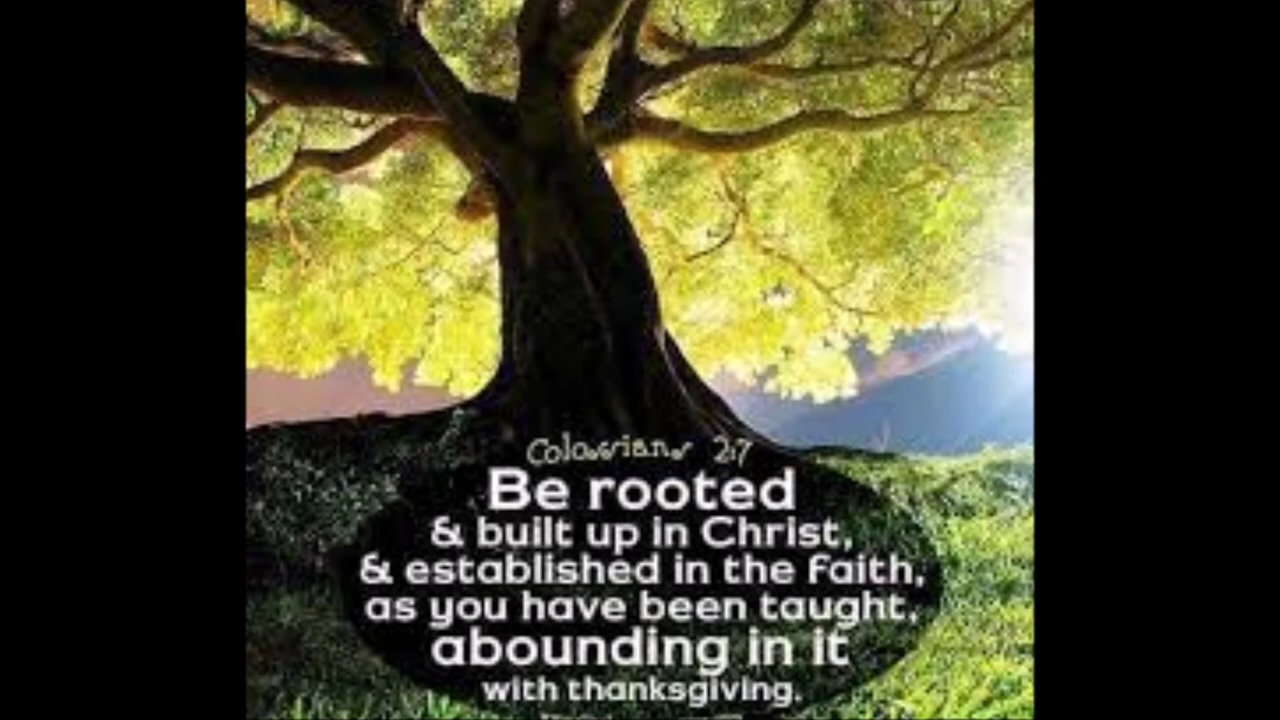 Colossians 2:7
Be rooted
& built up in Christ,
& established in the faith,
as you have been taught,
abounding in it
with thanksgiving.